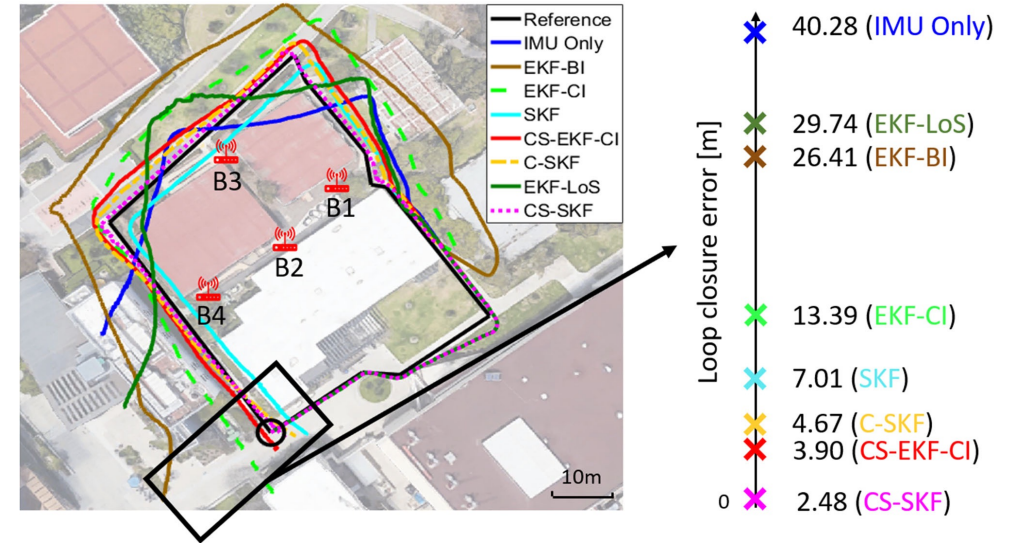 Reference
IMU Only
EKF-BI
EKF-CI
SKF
CS-EKF-CI
C-SKF
EKF-LoS
CS-SKF
B3
B1
B2
B4
10m
Loop closure error [m]
40.28 (IMU Only)
29.74 (EKF-LoS)
26.41 (EKF-BI)
13.39 (EKF-CI)
7.01 (SKF)
4.67 (C-SKF)
3.90 (CS-EKF-CI)
0
2.48 (CS-SKF)